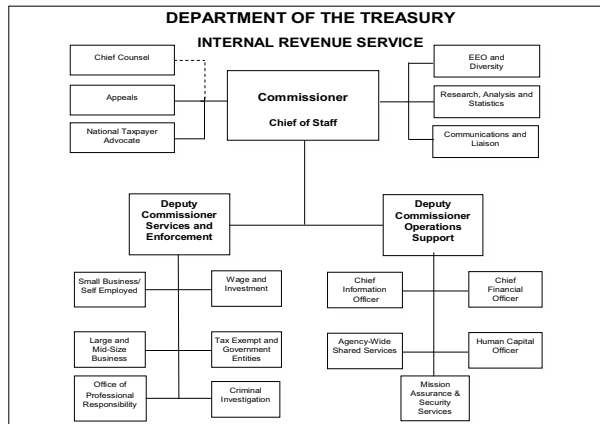 DEPARTMENT OF THE TREASURY
INTERNAL REVENUE SERVICE
Chief Counsel
Appeals
National Taxpayer
Advocate
Commissioner
Chief of Staff
EEO and
Diversity
Research, Analysis and
Statistics
Communications and
Liaison
Deputy
Commissioner
Services and
Enforcement
Deputy
Commissioner
Operations
Support
Small Business/
Self Employed
Wage and
Investment
Large and
Mid-Size
Business
Tax Exempt and
Government
Entities
Office of
Professional
Responsibility
Criminal
Investigation
Chief
Information
Officer
Chief
Financial
Officer
Agency-Wide
Shared Services
Human Capital
Officer
Mission
Assurance &
Security
Services